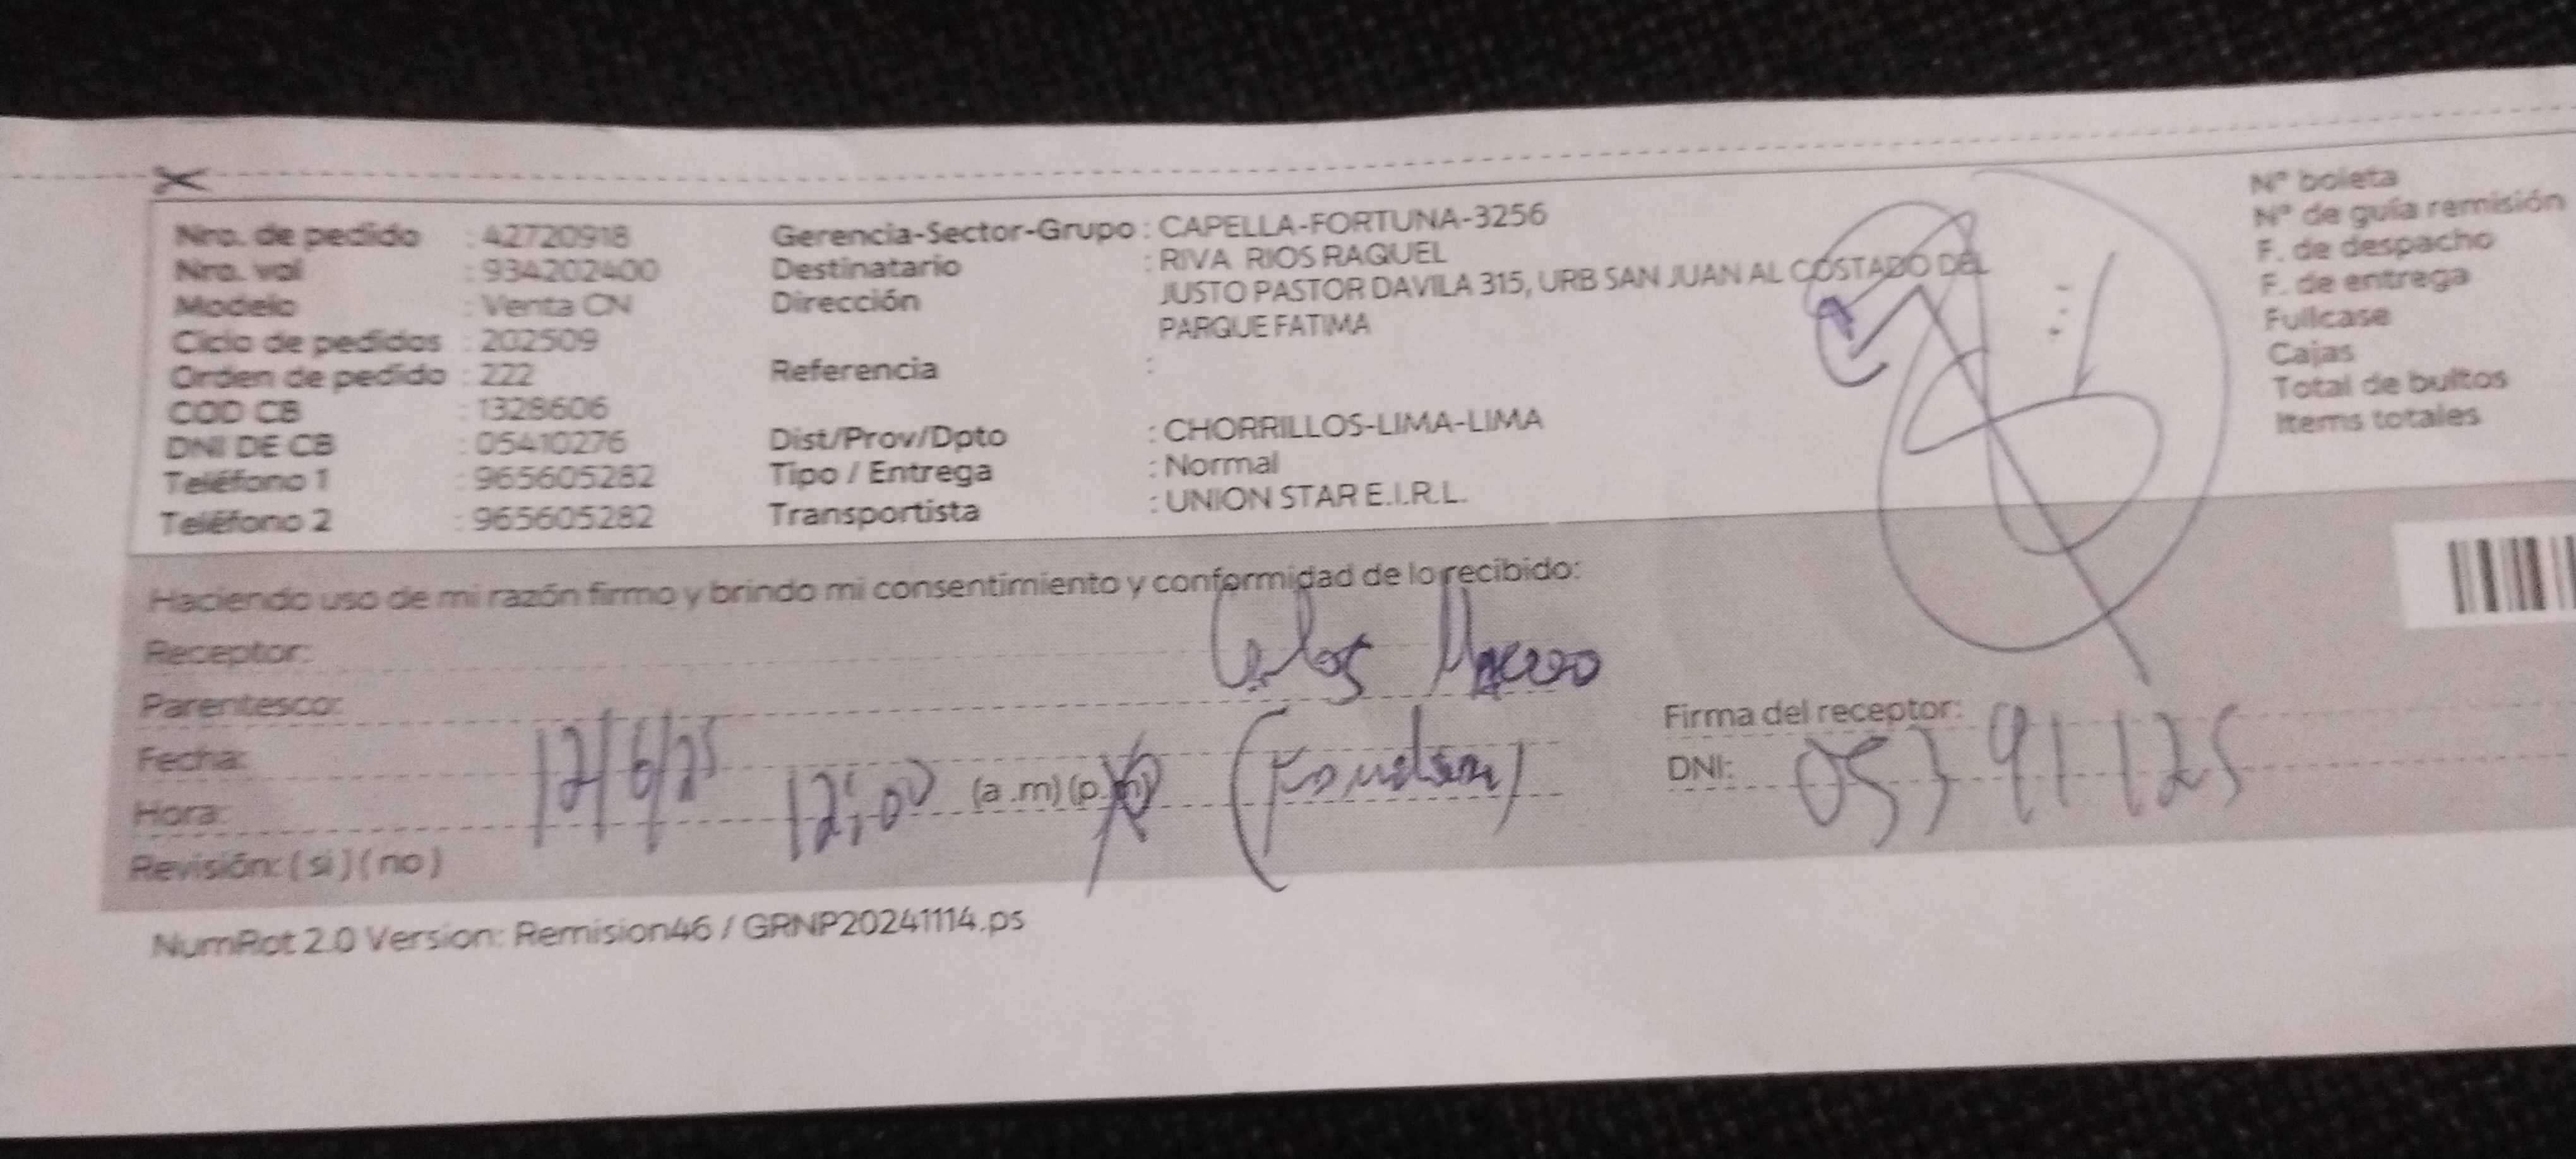 Nro. de pedido : 42720918
Nro. val : 934202400
Modelo : Venta CN
Ciclo de pedidos : 202509
Orden de pedido : 222
COD CB : 1328606
DNI DE CB : 05410276
Teléfono 1 : 965605282
Teléfono 2 : 965605282
Gerencia-Sector-Grupo : CAPELLA-FORTUNA-3256
Destinatario : RIVA RIOS RAQUEL
Dirección JUSTO PASTOR DAVILA 315, URB SAN JUAN AL COSTADO DEL
PARQUE FATIMA
Referencia :
Dist/Prov/Dpto : CHORRILLOS-LIMA-LIMA
Tipo / Entrega : Normal
Transportista : UNION STAR E.I.R.L.
N° boleta
N° de guía remisión
F. de despacho
F. de entrega
Fullcase
Cajas
Total de bultos
Items totales
Haciendo uso de mi razón firmo y brindo mi consentimiento y conformidad de lo recibido:
Receptor:
Parentesco:
Fecha: 12/6/25
Hora: 12:00 (a .m) (p.
Revisión: ( si ) ( no )
Firma del receptor:
DNI: 05391125
NumRot 2.0 Version: Remision46 / GRNP20241114.ps